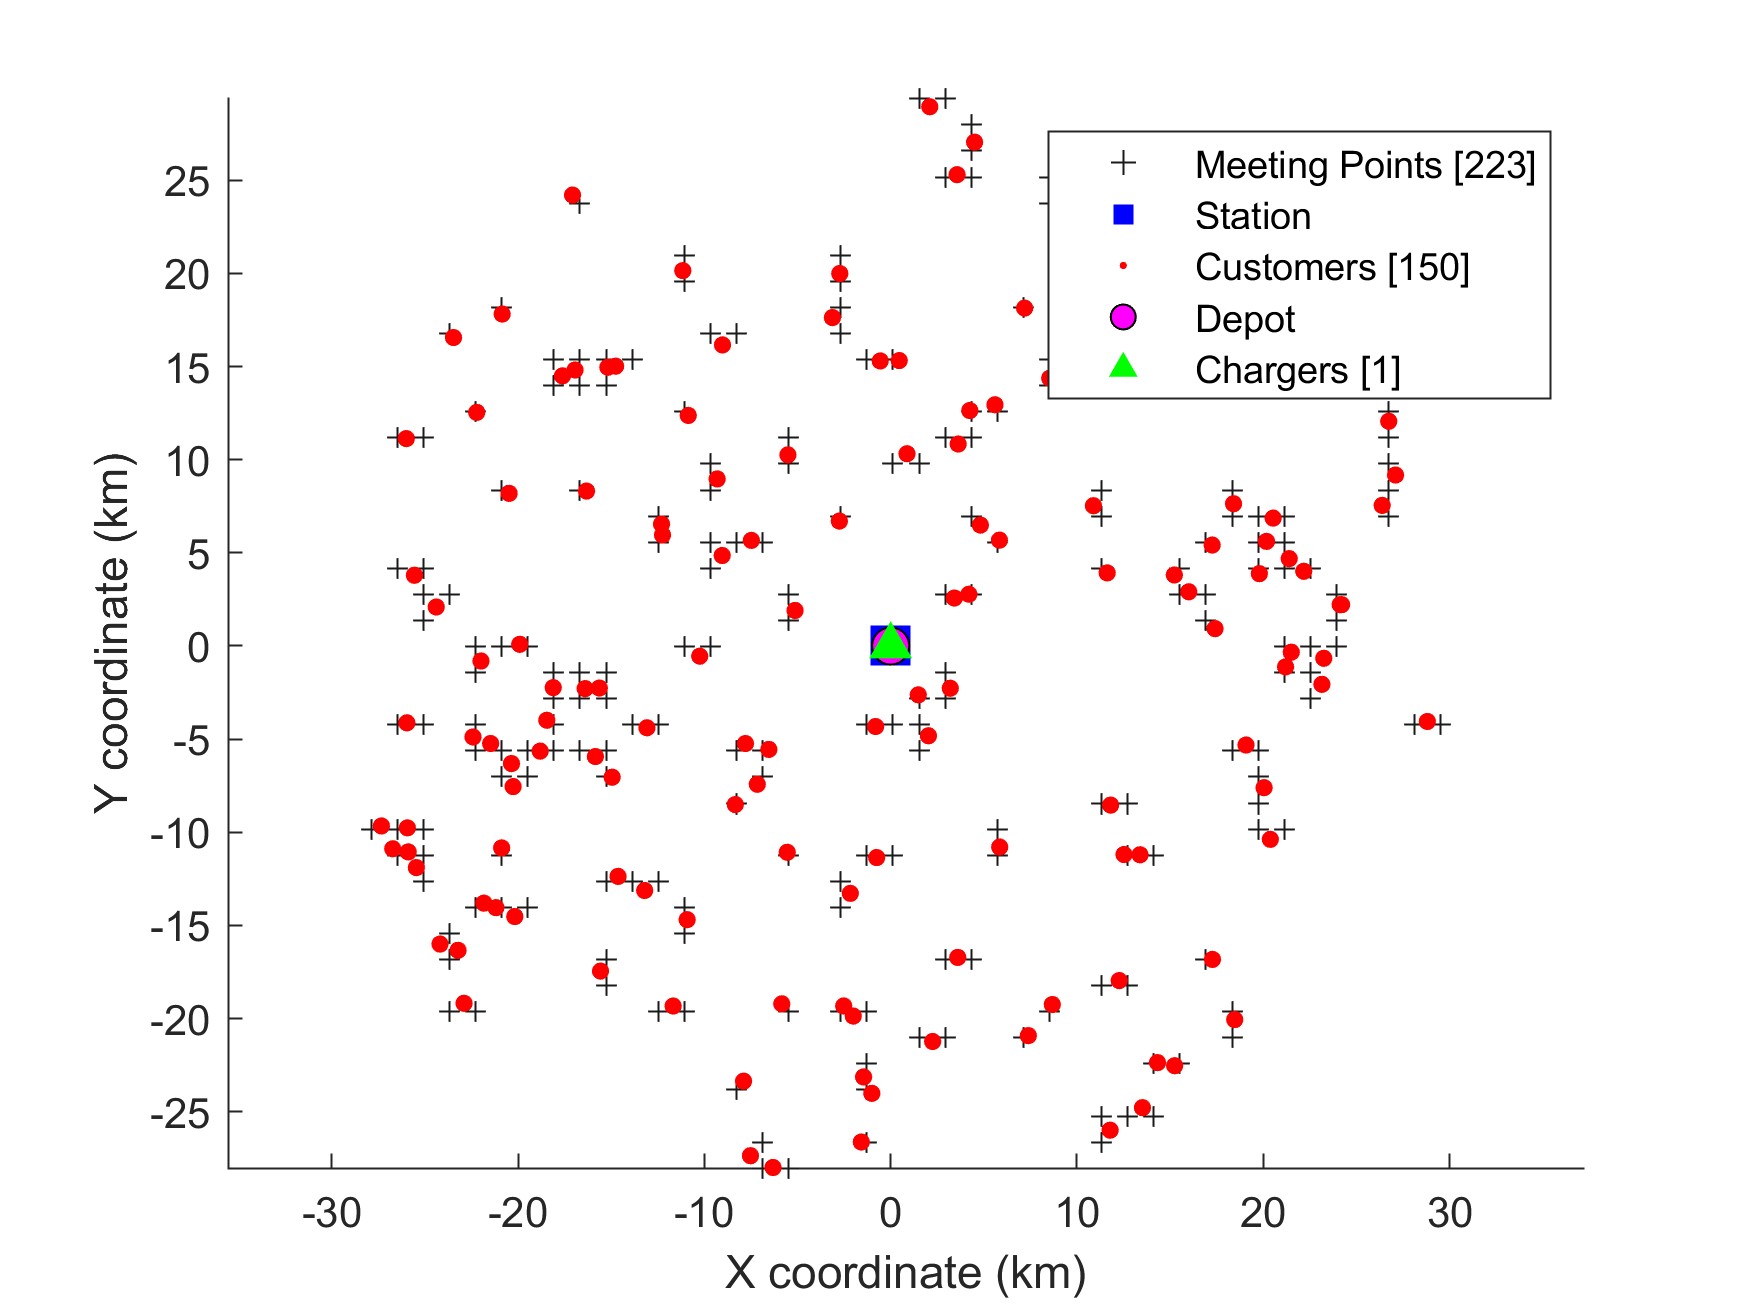 Meeting Points [223]
Station
Customers [150]
Depot
Chargers [1]
25
20
15
10
5
0
-5
-10
-15
-20
-25
Y coordinate (km)
-30
-20
-10
0
10
20
30
X coordinate (km)